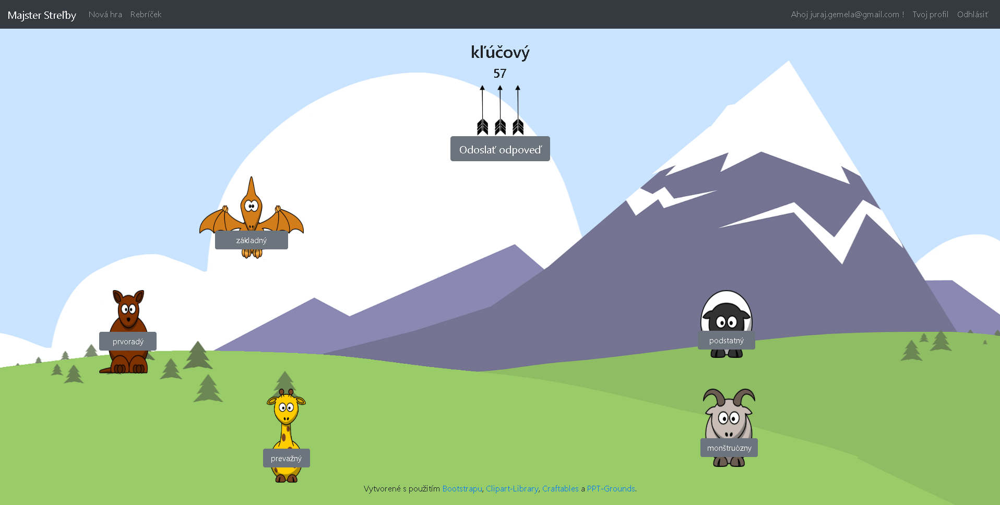 Majster Streľby Nová hra Rebríček Ahoj juraj.gemela@gmail.com ! Tvoj profil Odhlásiť
kľúčový
57
Odoslať odpoveď
základný
prvoradý
podstatný
prevažný
monštruózny
Vytvorené s použitím Bootstrapu, Clipart-Library, Craftables a PPT-Grounds.